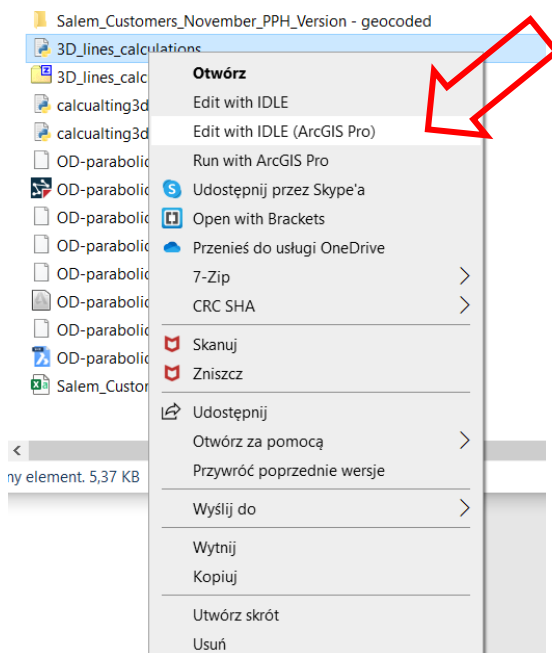 Salem_Customers_November_PPH_Version - geocoded
3D_lines_calculations
3D_lines_calc
calcualting3d
calcualting3d
OD-parabolic
OD-parabolic
OD-parabolic
OD-parabolic
OD-parabolic
OD-parabolic
OD-parabolic
OD-parabolic
Salem_Custor
ny element. 5,37 KB
Otwórz
Edit with IDLE
Edit with IDLE (ArcGIS Pro)
Run with ArcGIS Pro
Udostępnij przez Skype'a
Open with Brackets
Przenieś do usługi OneDrive
7-Zip
CRC SHA
Skanuj
Zniszcz
Udostępnij
Otwórz za pomocą
Przywróć poprzednie wersje
Wyślij do
Wytnij
Kopiuj
Utwórz skrót
Usuń